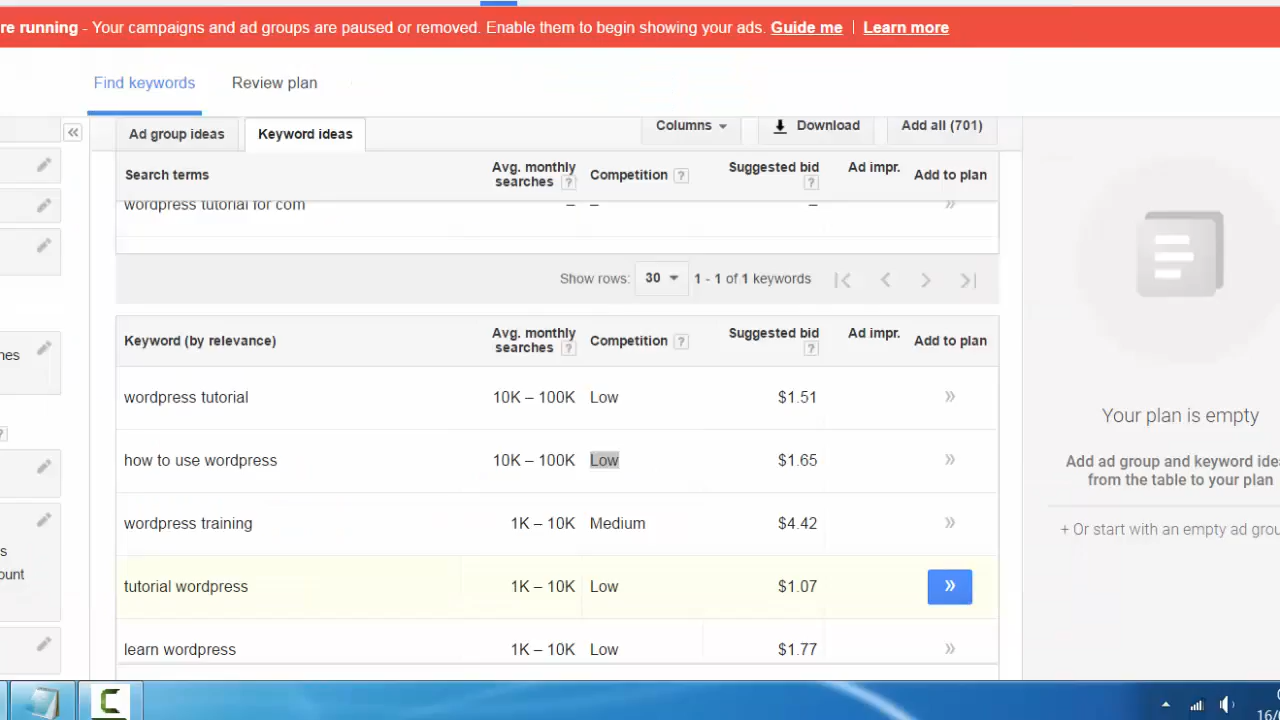 re running - Your campaigns and ad groups are paused or removed. Enable them to begin showing your ads. Guide me Learn more
Find keywords Review plan
Ad group ideas Keyword ideas Columns Download Add all (701)
Search terms Avg. monthly searches ? Competition ? Suggested bid ? Ad impr. Add to plan
wordpress tutorial for com – – – »
Show rows: 30 1 - 1 of 1 keywords
Keyword (by relevance) Avg. monthly searches ? Competition ? Suggested bid ? Ad impr. Add to plan
wordpress tutorial 10K – 100K Low $1.51 »
how to use wordpress 10K – 100K Low $1.65 »
wordpress training 1K – 10K Medium $4.42 »
tutorial wordpress 1K – 10K Low $1.07 »
learn wordpress 1K – 10K Low $1.77 »
«
nes
?
s
ount
Your plan is empty
Add ad group and keyword idea
from the table to your plan
+ Or start with an empty ad grou
16/